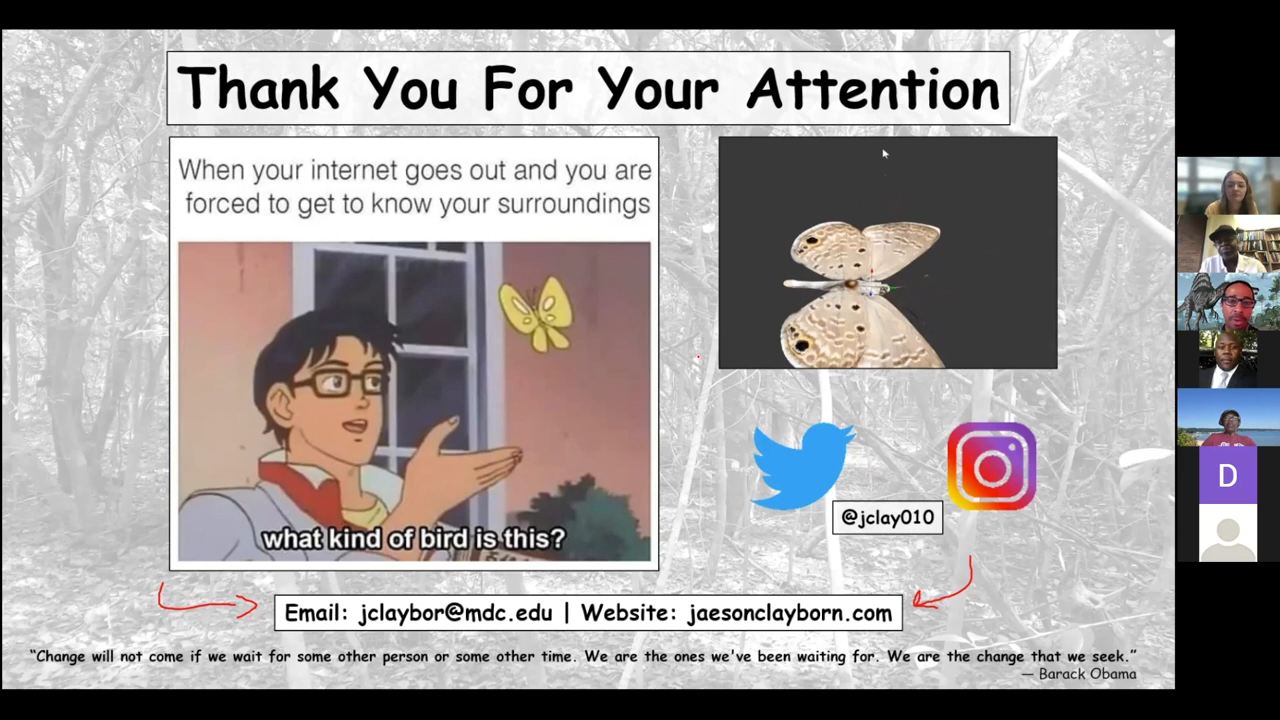 Thank You For Your Attention
When your internet goes out and you are
forced to get to know your surroundings
what kind of bird is this?
@jclay010
Email: jclaybor@mdc.edu | Website: jaesonclayborn.com
“Change will not come if we wait for some other person or some other time. We are the ones we've been waiting for. We are the change that we seek.”
— Barack Obama
D